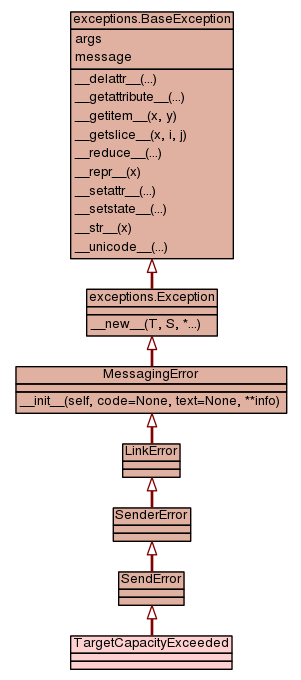 exceptions.BaseException
args
message
__delattr__(...)
__getattribute__(...)
__getitem__(x, y)
__getslice__(x, i, j)
__reduce__(...)
__repr__(x)
__setattr__(...)
__setstate__(...)
__str__(x)
__unicode__(...)
exceptions.Exception
__new__(T, S, *...)
MessagingError
__init__(self, code=None, text=None, **info)
LinkError
SenderError
SendError
TargetCapacityExceeded